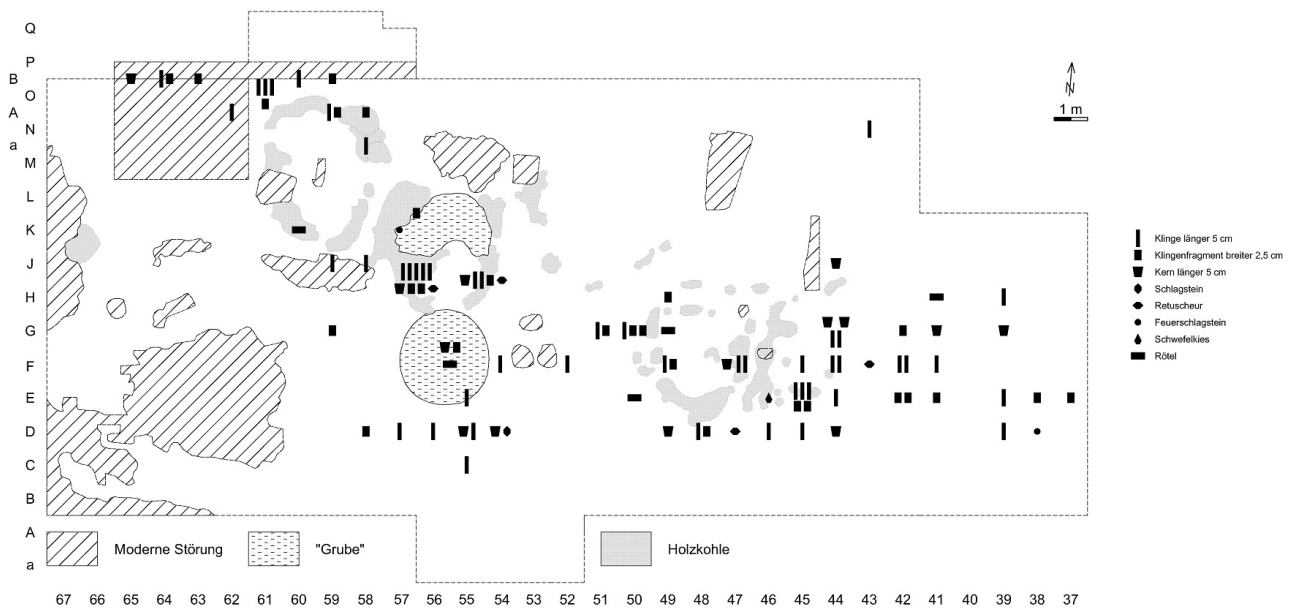 Q
P
B
O
A
N
a
M
L
K
J
H
G
F
E
D
C
B
A
a
1 m
Klinge länger 5 cm
Klingenfragment breiter 2,5 cm
Kern länger 5 cm
Schlagstein
Retuscheur
Feuerschlagstein
Schwefelkies
Rötel
Moderne Störung "Grube" Holzkohle
67 66 65 64 63 62 61 60 59 58 57 56 55 54 53 52 51 50 49 48 47 46 45 44 43 42 41 40 39 38 37